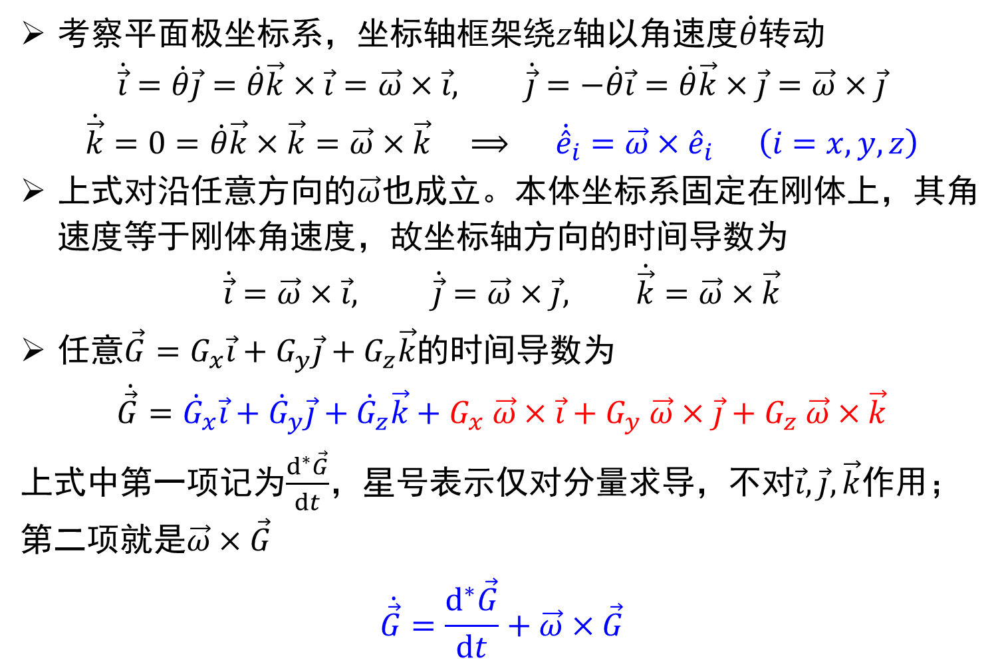 ➢ 考察平面极坐标系，坐标轴框架绕$z$轴以角速度$\dot{\theta}$转动
$\dot{\vec{i}} = \dot{\theta}\vec{j} = \dot{\theta}\vec{k} \times \vec{i} = \vec{\omega} \times \vec{i}, \quad \dot{\vec{j}} = -\dot{\theta}\vec{i} = \dot{\theta}\vec{k} \times \vec{j} = \vec{\omega} \times \vec{j}$
$\dot{\vec{k}} = 0 = \dot{\theta}\vec{k} \times \vec{k} = \vec{\omega} \times \vec{k} \quad \Longrightarrow \quad \dot{\hat{e}}_i = \vec{\omega} \times \hat{e}_i \quad (i = x, y, z)$
➢ 上式对沿任意方向的$\vec{\omega}$也成立。本体坐标系固定在刚体上，其角
速度等于刚体角速度，故坐标轴方向的时间导数为
$\dot{\vec{i}} = \vec{\omega} \times \vec{i}, \quad \dot{\vec{j}} = \vec{\omega} \times \vec{j}, \quad \dot{\vec{k}} = \vec{\omega} \times \vec{k}$
➢ 任意$\vec{G} = G_x\vec{i} + G_y\vec{j} + G_z\vec{k}$的时间导数为
$\dot{\vec{G}} = \dot{G}_x\vec{i} + \dot{G}_y\vec{j} + \dot{G}_z\vec{k} + G_x\,\vec{\omega} \times \vec{i} + G_y\,\vec{\omega} \times \vec{j} + G_z\,\vec{\omega} \times \vec{k}$
上式中第一项记为$\frac{\mathrm{d}^*\vec{G}}{\mathrm{d}t}$，星号表示仅对分量求导，不对$\vec{i}, \vec{j}, \vec{k}$作用；
第二项就是$\vec{\omega} \times \vec{G}$
$\dot{\vec{G}} = \frac{\mathrm{d}^*\vec{G}}{\mathrm{d}t} + \vec{\omega} \times \vec{G}$